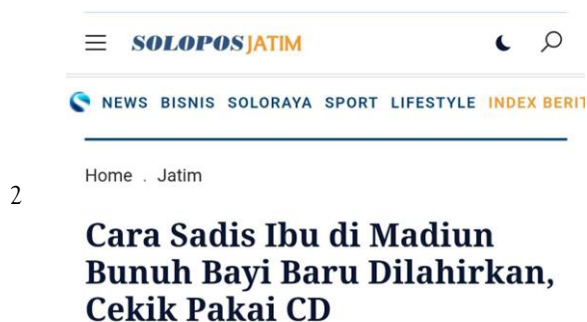 SOLOPOS JATIM
NEWS BISNIS SOLORAYA SPORT LIFESTYLE INDEX BERIT
Home . Jatim
2
Cara Sadis Ibu di Madiun
Bunuh Bayi Baru Dilahirkan,
Cekik Pakai CD